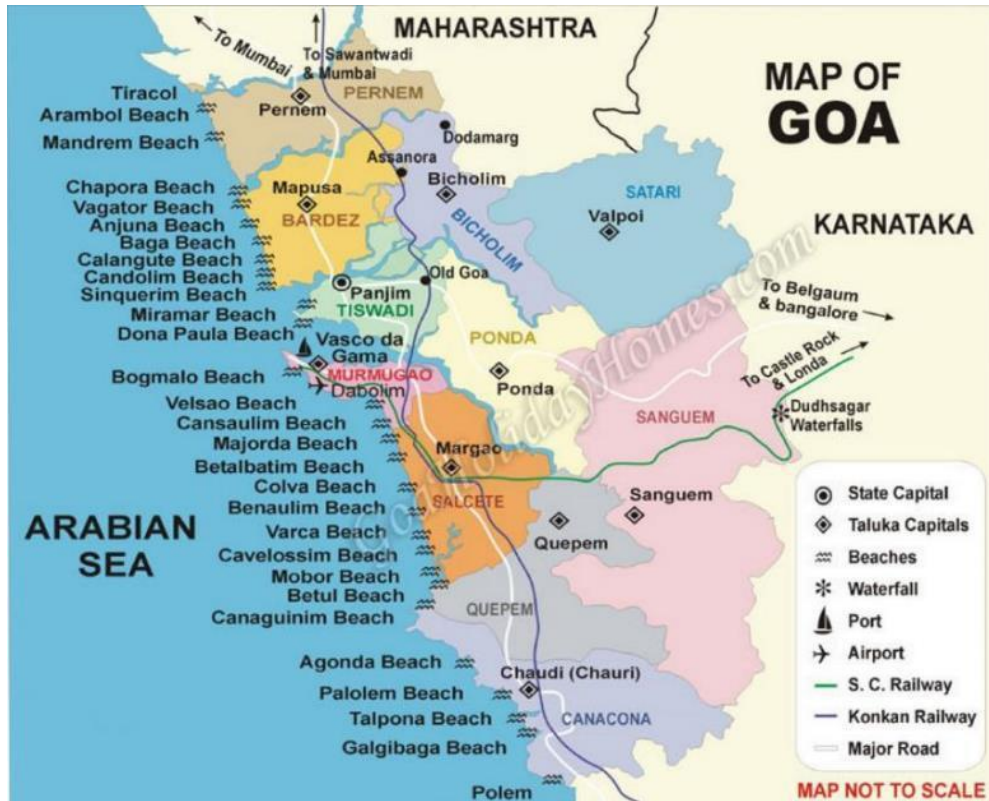 MAHARASHTRA
To Mumbai
To Sawantwadi
& Mumbai
MAP OF
GOA
Tiracol
Arambol Beach
Mandrem Beach
Pernem
PERNEM
Dodamarg
Assanora
Bicholim
BICHOLIM
SATARI
Valpoi
KARNATAKA
Chapora Beach
Vagator Beach
Anjuna Beach
Baga Beach
Calangute Beach
Candolim Beach
Sinquerim Beach
Mapusa
BARDEZ
Old Goa
Panjim
TISWADI
Miramar Beach
Dona Paula Beach
PONDA
Ponda
To Belgaum
& bangalore
To Castle Rock
& Londa
Vasco da
Gama
MURMUGAO
Dabolim
Bogmalo Beach
Velsao Beach
Cansaulim Beach
Majorda Beach
Betalbatim Beach
Colva Beach
Benaulim Beach
Varca Beach
Cavelossim Beach
Mobor Beach
Betul Beach
Canaguinim Beach
SANGUEM
Dudhsagar
Waterfalls
Margao
SALCETE
Sanguem
Quepem
QUEPEM
ARABIAN
SEA
Agonda Beach
Palolem Beach
Talpona Beach
Galgibaga Beach
Polem
Chaudi (Chauri)
CANACONA
State Capital
Taluka Capitals
Beaches
Waterfall
Port
Airport
S. C. Railway
Konkan Railway
Major Road
MAP NOT TO SCALE